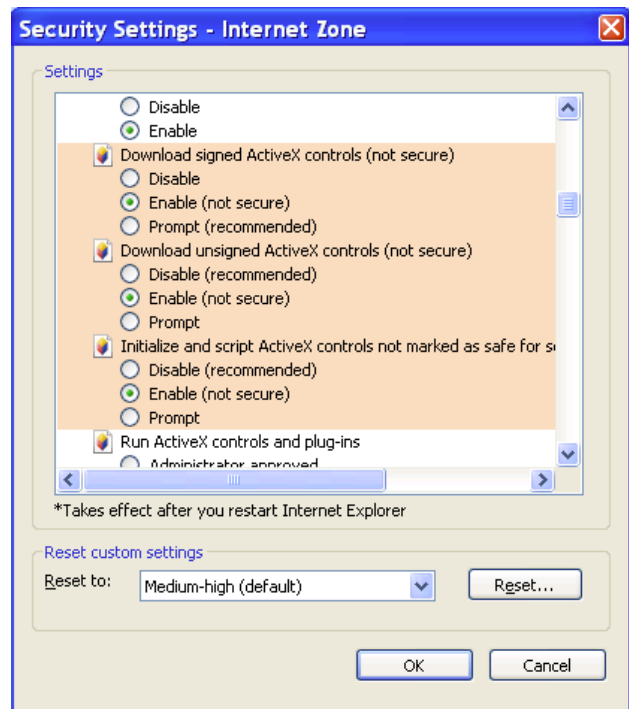 Security Settings - Internet Zone
Settings
Disable
Enable
Download signed ActiveX controls (not secure)
Disable
Enable (not secure)
Prompt (recommended)
Download unsigned ActiveX controls (not secure)
Disable (recommended)
Enable (not secure)
Prompt
Initialize and script ActiveX controls not marked as safe for
Disable (recommended)
Enable (not secure)
Prompt
Run ActiveX controls and plug-ins
Administrator approved
*Takes effect after you restart Internet Explorer
Reset custom settings
Reset to:
Medium-high (default)
Reset...
OK
Cancel